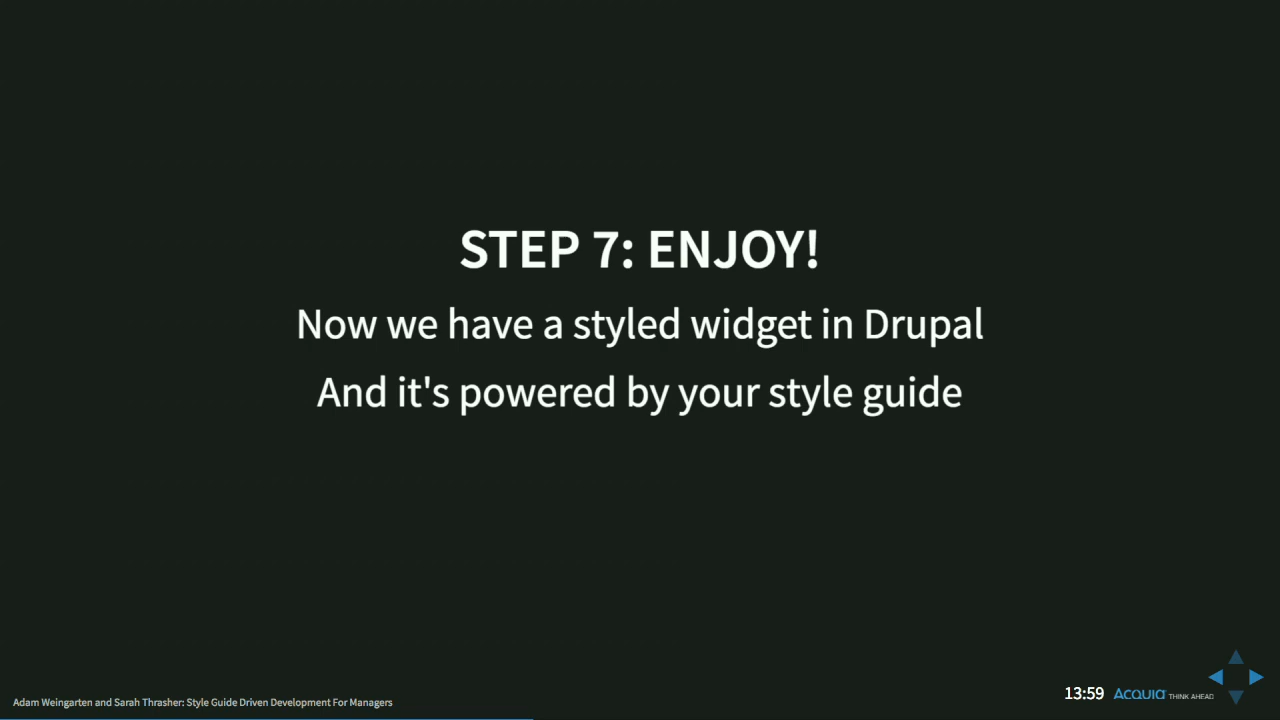 STEP 7: ENJOY!
Now we have a styled widget in Drupal
And it's powered by your style guide
Adam Weingarten and Sarah Thrasher: Style Guide Driven Development For Managers
13:59 Acquia THINK AHEAD